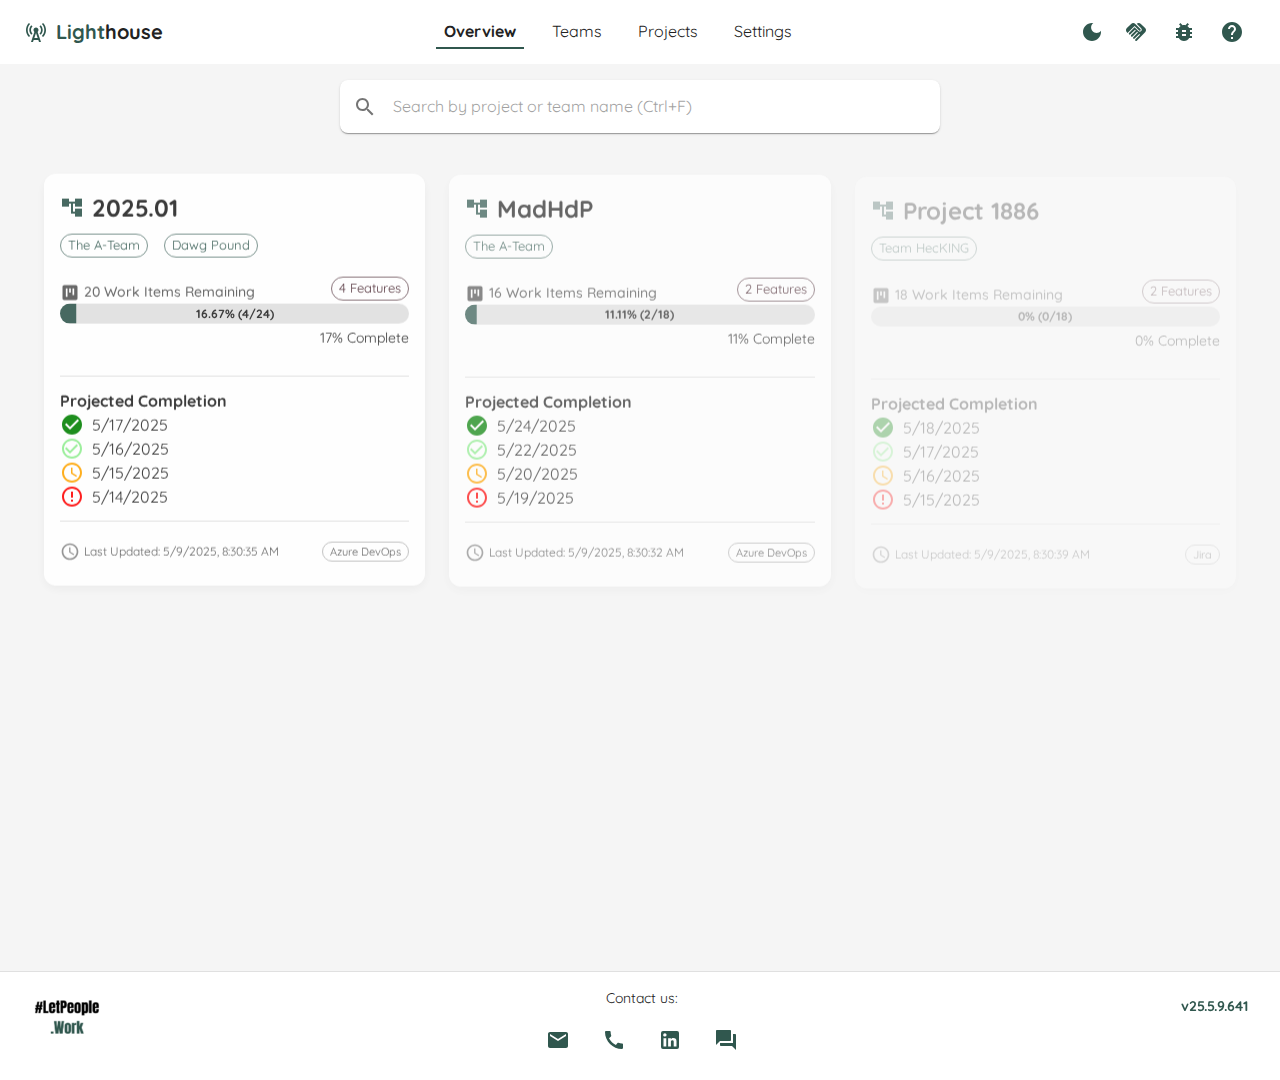 Lighthouse
Overview
Teams
Projects
Settings
Search by project or team name (Ctrl+F)
2025.01
The A-Team
Dawg Pound
20 Work Items Remaining
4 Features
16.67% (4/24)
17% Complete
Projected Completion
5/17/2025
5/16/2025
5/15/2025
5/14/2025
Last Updated: 5/9/2025, 8:30:35 AM
Azure DevOps
MadHdP
The A-Team
16 Work Items Remaining
2 Features
11.11% (2/18)
11% Complete
Projected Completion
5/24/2025
5/22/2025
5/20/2025
5/19/2025
Last Updated: 5/9/2025, 8:30:32 AM
Azure DevOps
Project 1886
Team HecKING
18 Work Items Remaining
2 Features
0% (0/18)
0% Complete
Projected Completion
5/18/2025
5/17/2025
5/16/2025
5/15/2025
Last Updated: 5/9/2025, 8:30:39 AM
Jira
#LetPeople
.Work
Contact us:
v25.5.9.641